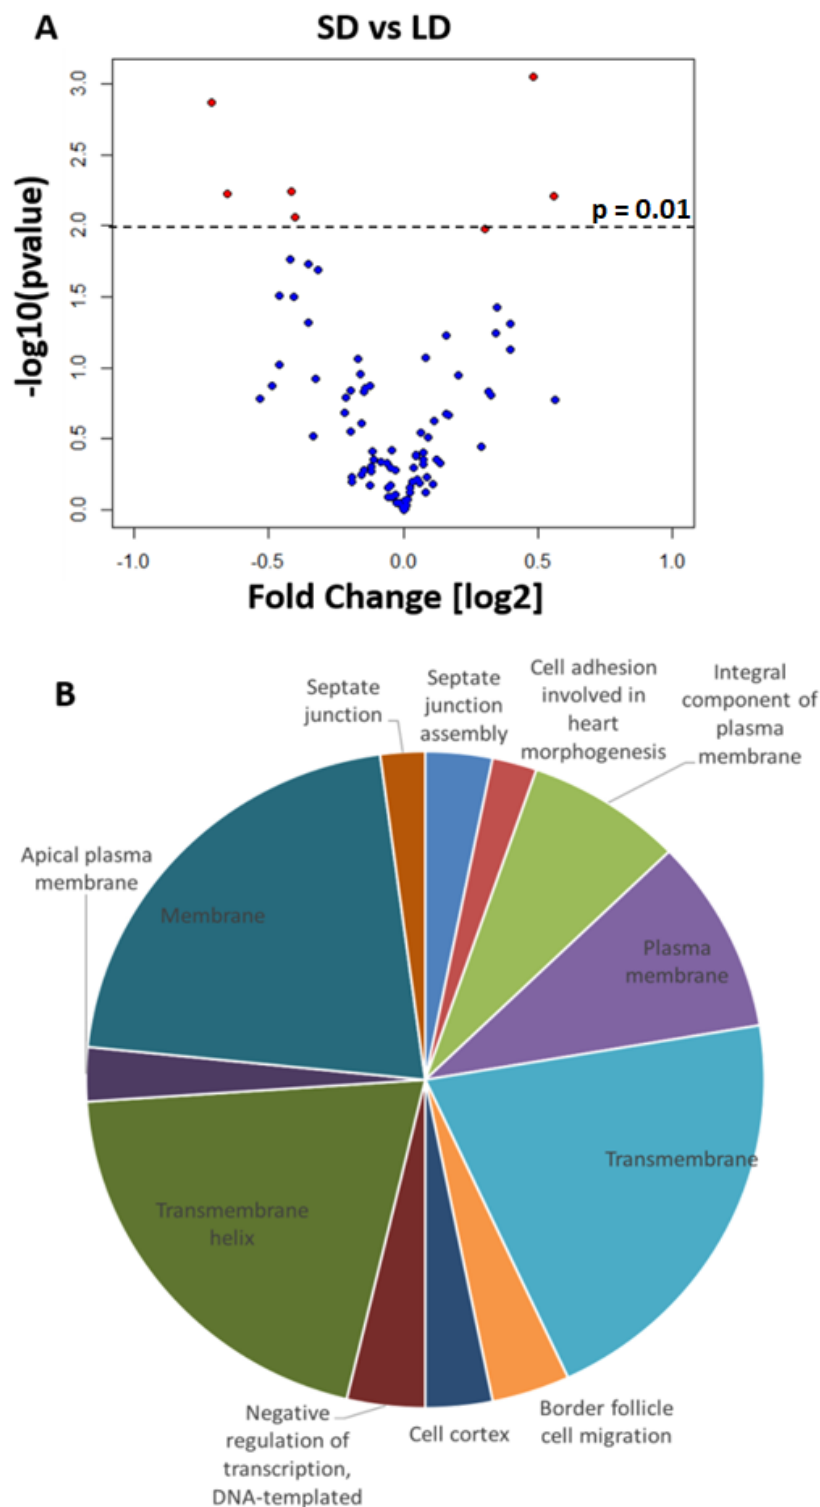 A
SD vs LD
3.0
2.5
2.0
1.5
1.0
0.5
0.0
-log10(pvalue)
p = 0.01
-1.0 -0.5 0.0 0.5 1.0
Fold Change [log2]
B
Septate
junction
Septate
junction
assembly
Cell adhesion
involved in
heart
morphogenesis
Integral
component of
plasma
membrane
Apical plasma
membrane
Membrane
Plasma
membrane
Transmembrane
Transmembrane
helix
Negative
regulation of
transcription,
DNA-templated
Cell cortex
Border follicle
cell migration